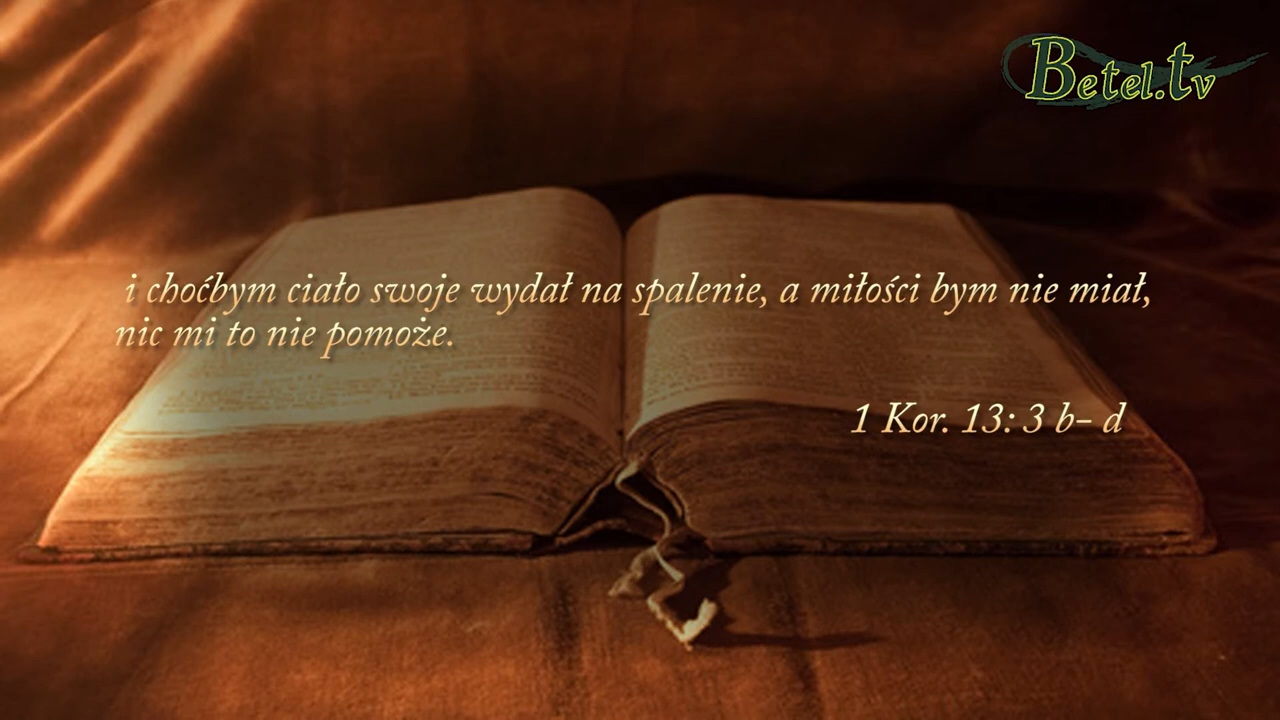 Betel.tv
i choćbym ciało swoje wydał na spalenie, a miłości bym nie miał,
nic mi to nie pomoże.
1 Kor. 13: 3 b- d